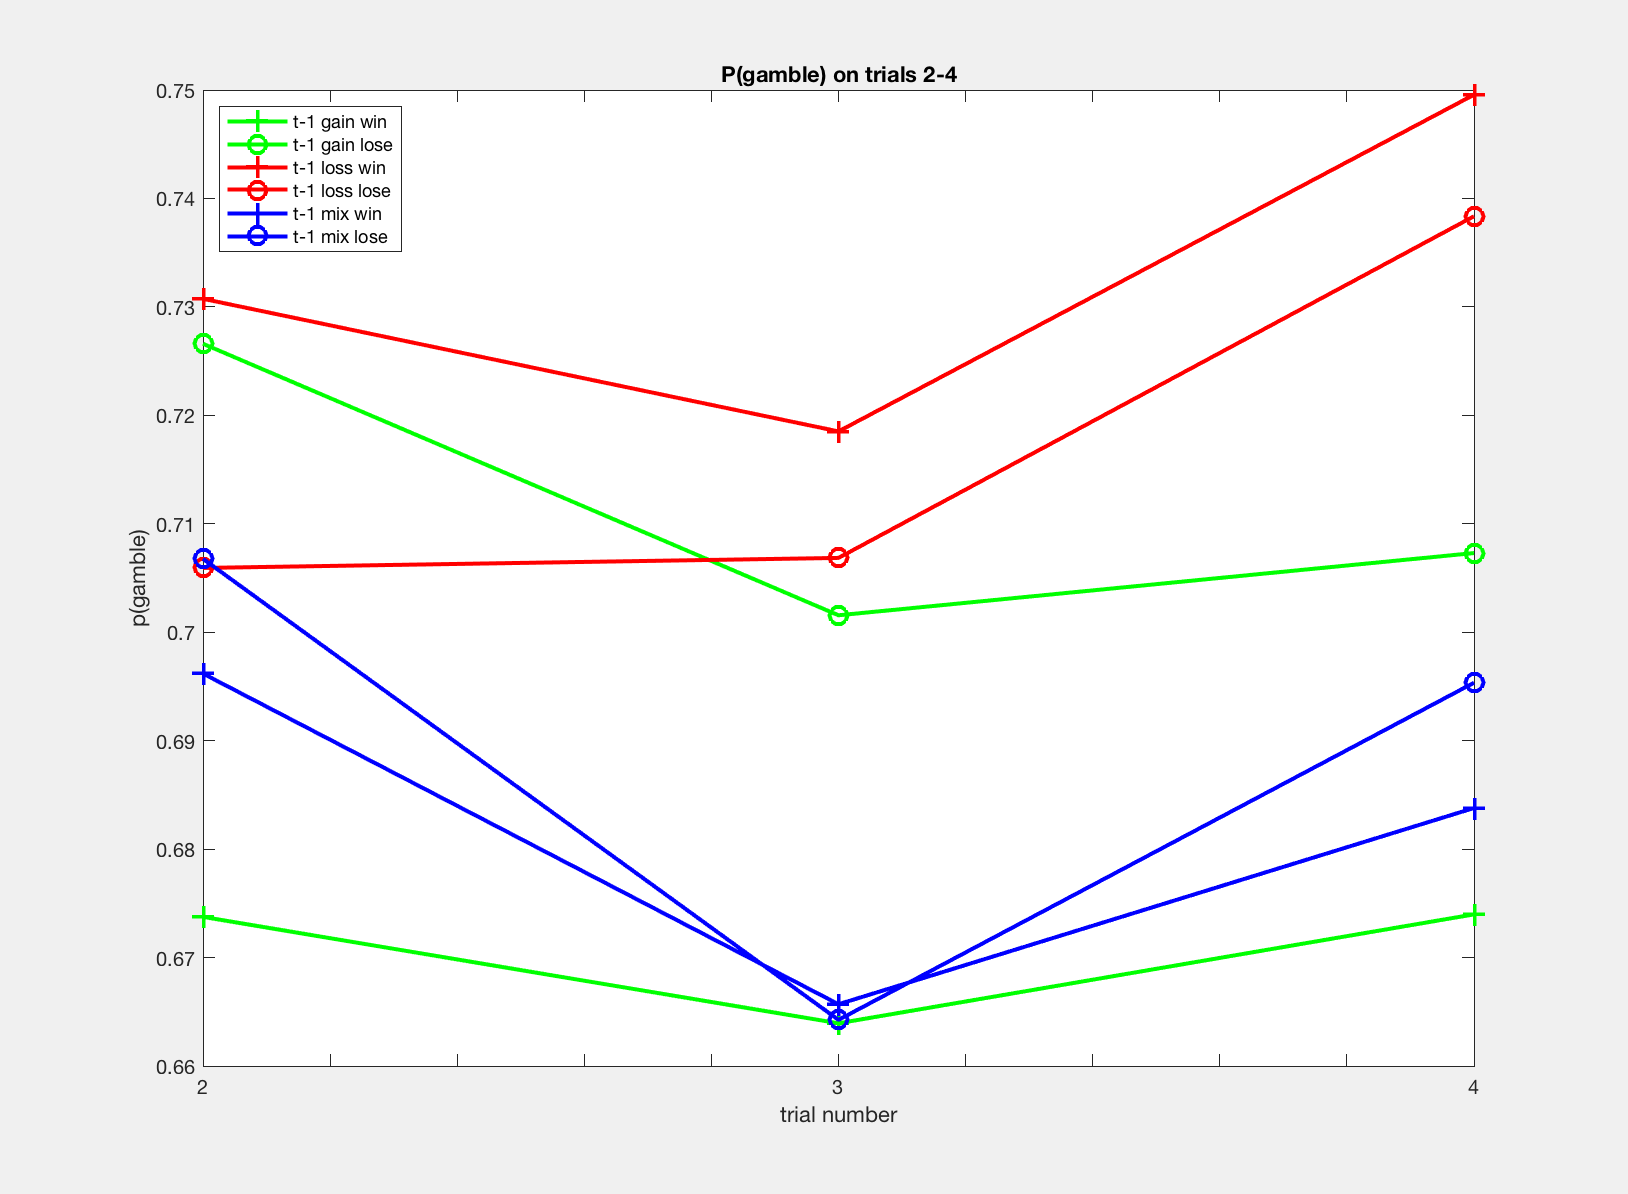 P(gamble) on trials 2-4
0.75
0.74
0.73
0.72
0.71
0.7
0.69
0.68
0.67
0.66
p(gamble)
t-1 gain win
t-1 gain lose
t-1 loss win
t-1 loss lose
t-1 mix win
t-1 mix lose
2
3
4
trial number